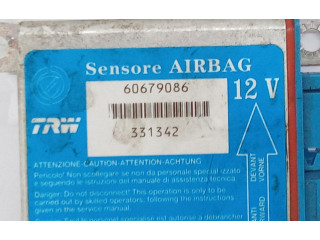 Sensore AIRBAG
60679086
12 V
TRW
331342
ATTENZIONE-CAUTION-ATTENTION-ACHTUNG
Pericolo! Non scollegare se non da personale specializzato
e seguendo le istruzioni del manuale di assistenza tecnica.
Danger! Do not disconnect. This operation is only to be
carried out by skilled operators, following the instructions
given in the service manual.
DEVANT
VORNE